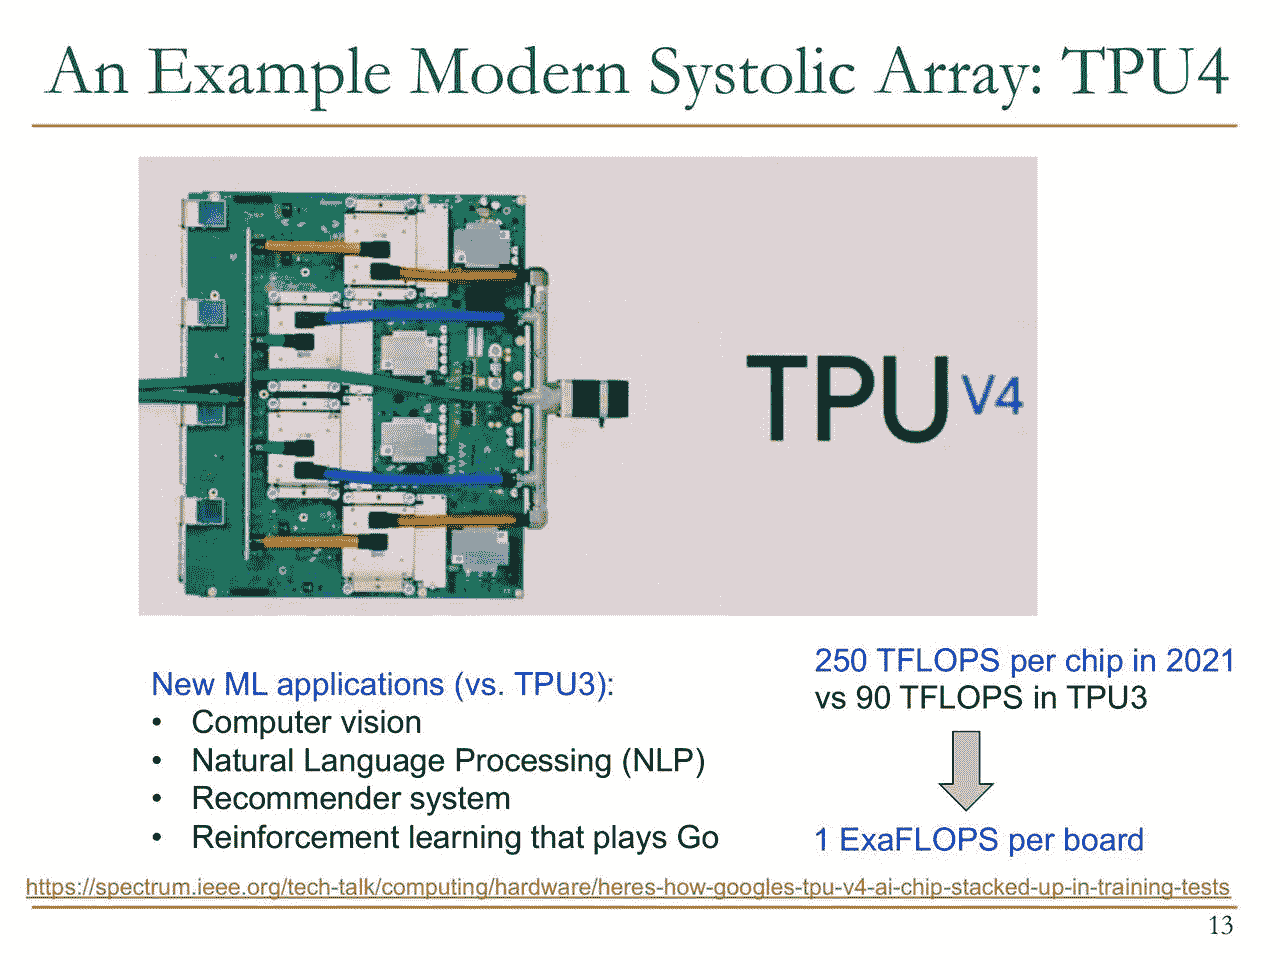 An Example Modern Systolic Array: TPU4
TPU V4
New ML applications (vs. TPU3):
• Computer vision
• Natural Language Processing (NLP)
• Recommender system
• Reinforcement learning that plays Go
250 TFLOPS per chip in 2021
vs 90 TFLOPS in TPU3
1 ExaFLOPS per board
https://spectrum.ieee.org/tech-talk/computing/hardware/heres-how-googles-tpu-v4-ai-chip-stacked-up-in-training-tests
13